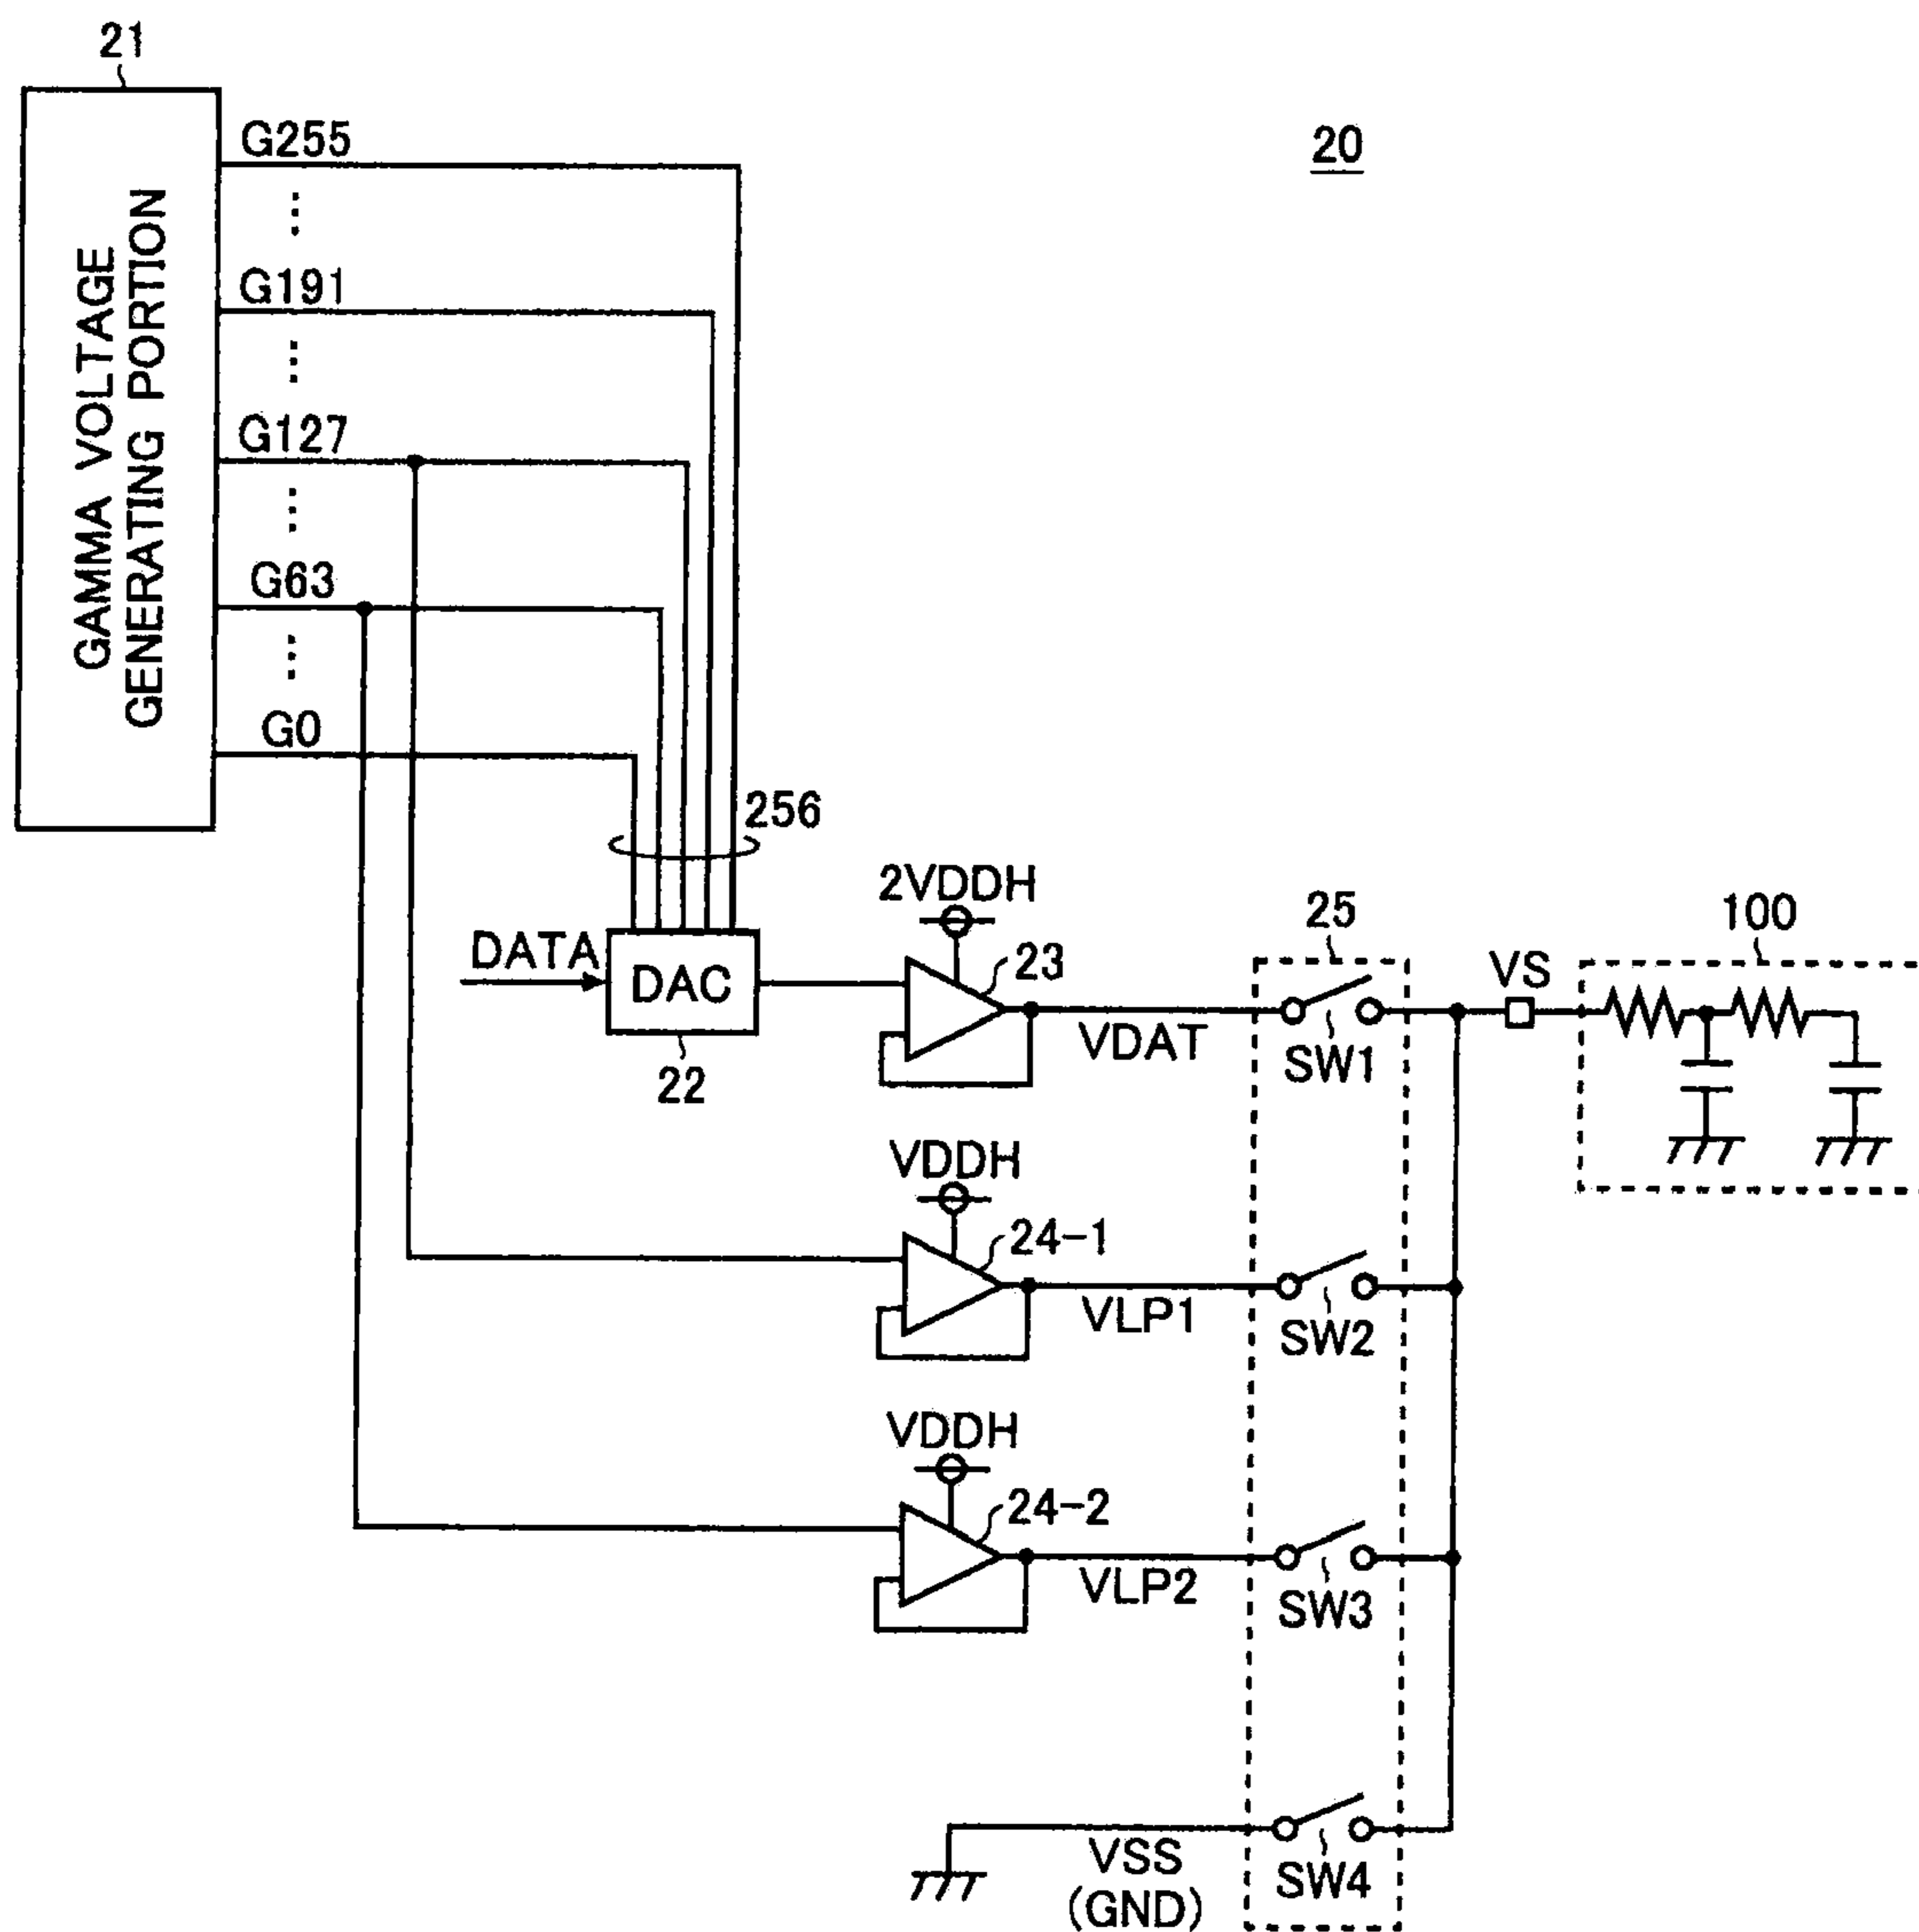 21
20
G255
G191
G127
G63
G0
GAMMA VOLTAGE
GENERATING PORTION
256
DATA
DAC
22
2VDDH
23
VDAT
25
SW1
VS
100
VDDH
24-1
VLP1
SW2
VDDH
24-2
VLP2
SW3
VSS
(GND)
SW4